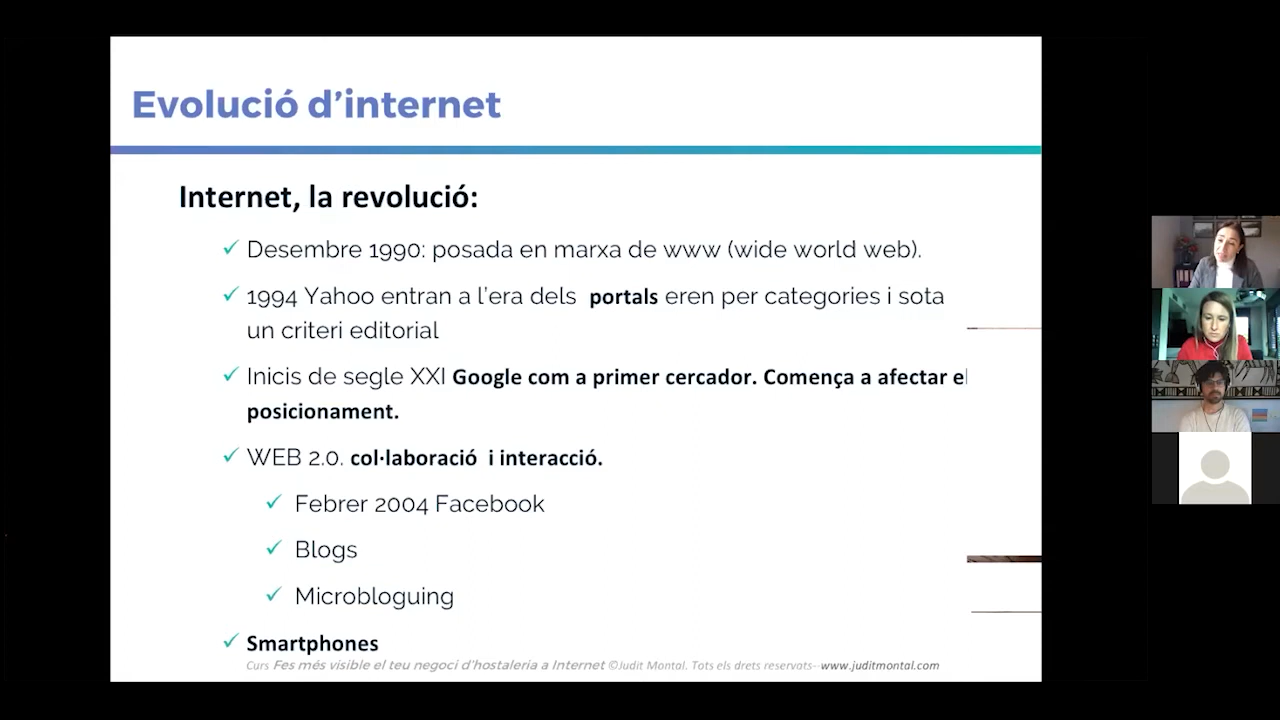 Evolució d'internet
Internet, la revolució:
Desembre 1990: posada en marxa de www (wide world web).
1994 Yahoo entran a l'era dels portals eren per categories i sota
un criteri editorial
Inicis de segle XXI Google com a primer cercador. Comença a afectar el
posicionament.
WEB 2.0. col·laboració i interacció.
Febrer 2004 Facebook
Blogs
Microbloguing
Smartphones
Curs Fes més visible el teu negoci d'hostaleria a Internet ©Judit Montal. Tots els drets reservats- www.juditmontal.com